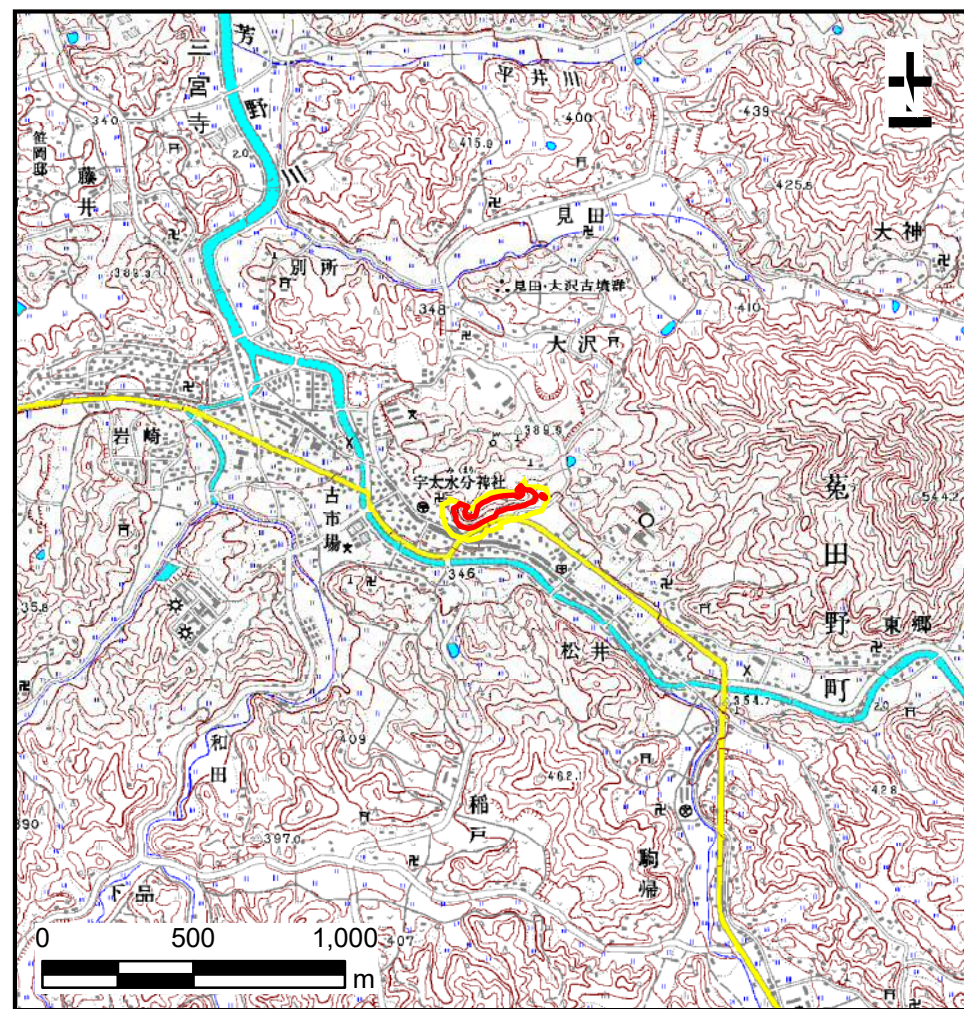 三宮寺
芳野川
平井川
439
400
415.9
340
笹岡邸
20
藤井
425.8
見田
大神
別所
見田・大沢古墳群
348
410
大沢
389.6
岩崎
宇太水分神社
544.2
菟田野町
古市場
346
東郷
松井
354.7
20
和田
409
462.1
428
稲戸
390
397.0
駒帰
下品
407
0 500 1,000
m
N